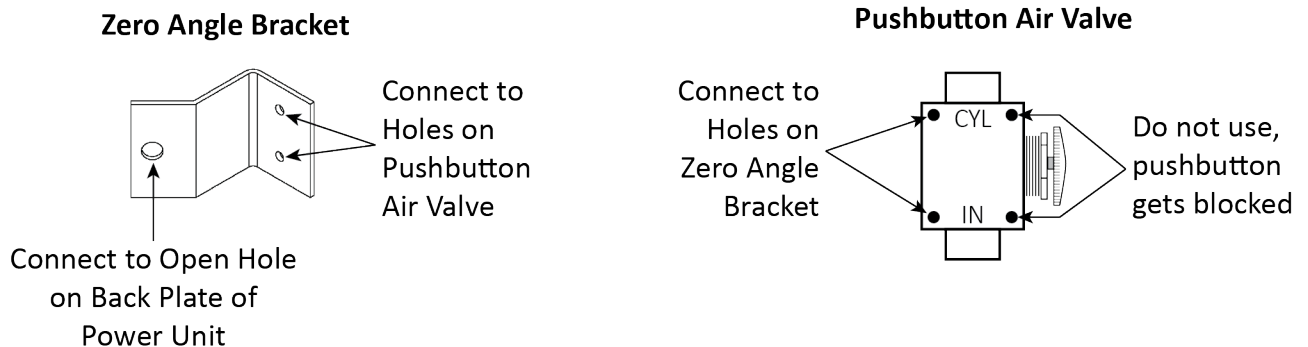 Zero Angle Bracket
Connect to
Holes on
Pushbutton
Air Valve
Connect to Open Hole
on Back Plate of
Power Unit
Pushbutton Air Valve
Connect to
Holes on
Zero Angle
Bracket
CYL
IN
Do not use,
pushbutton
gets blocked